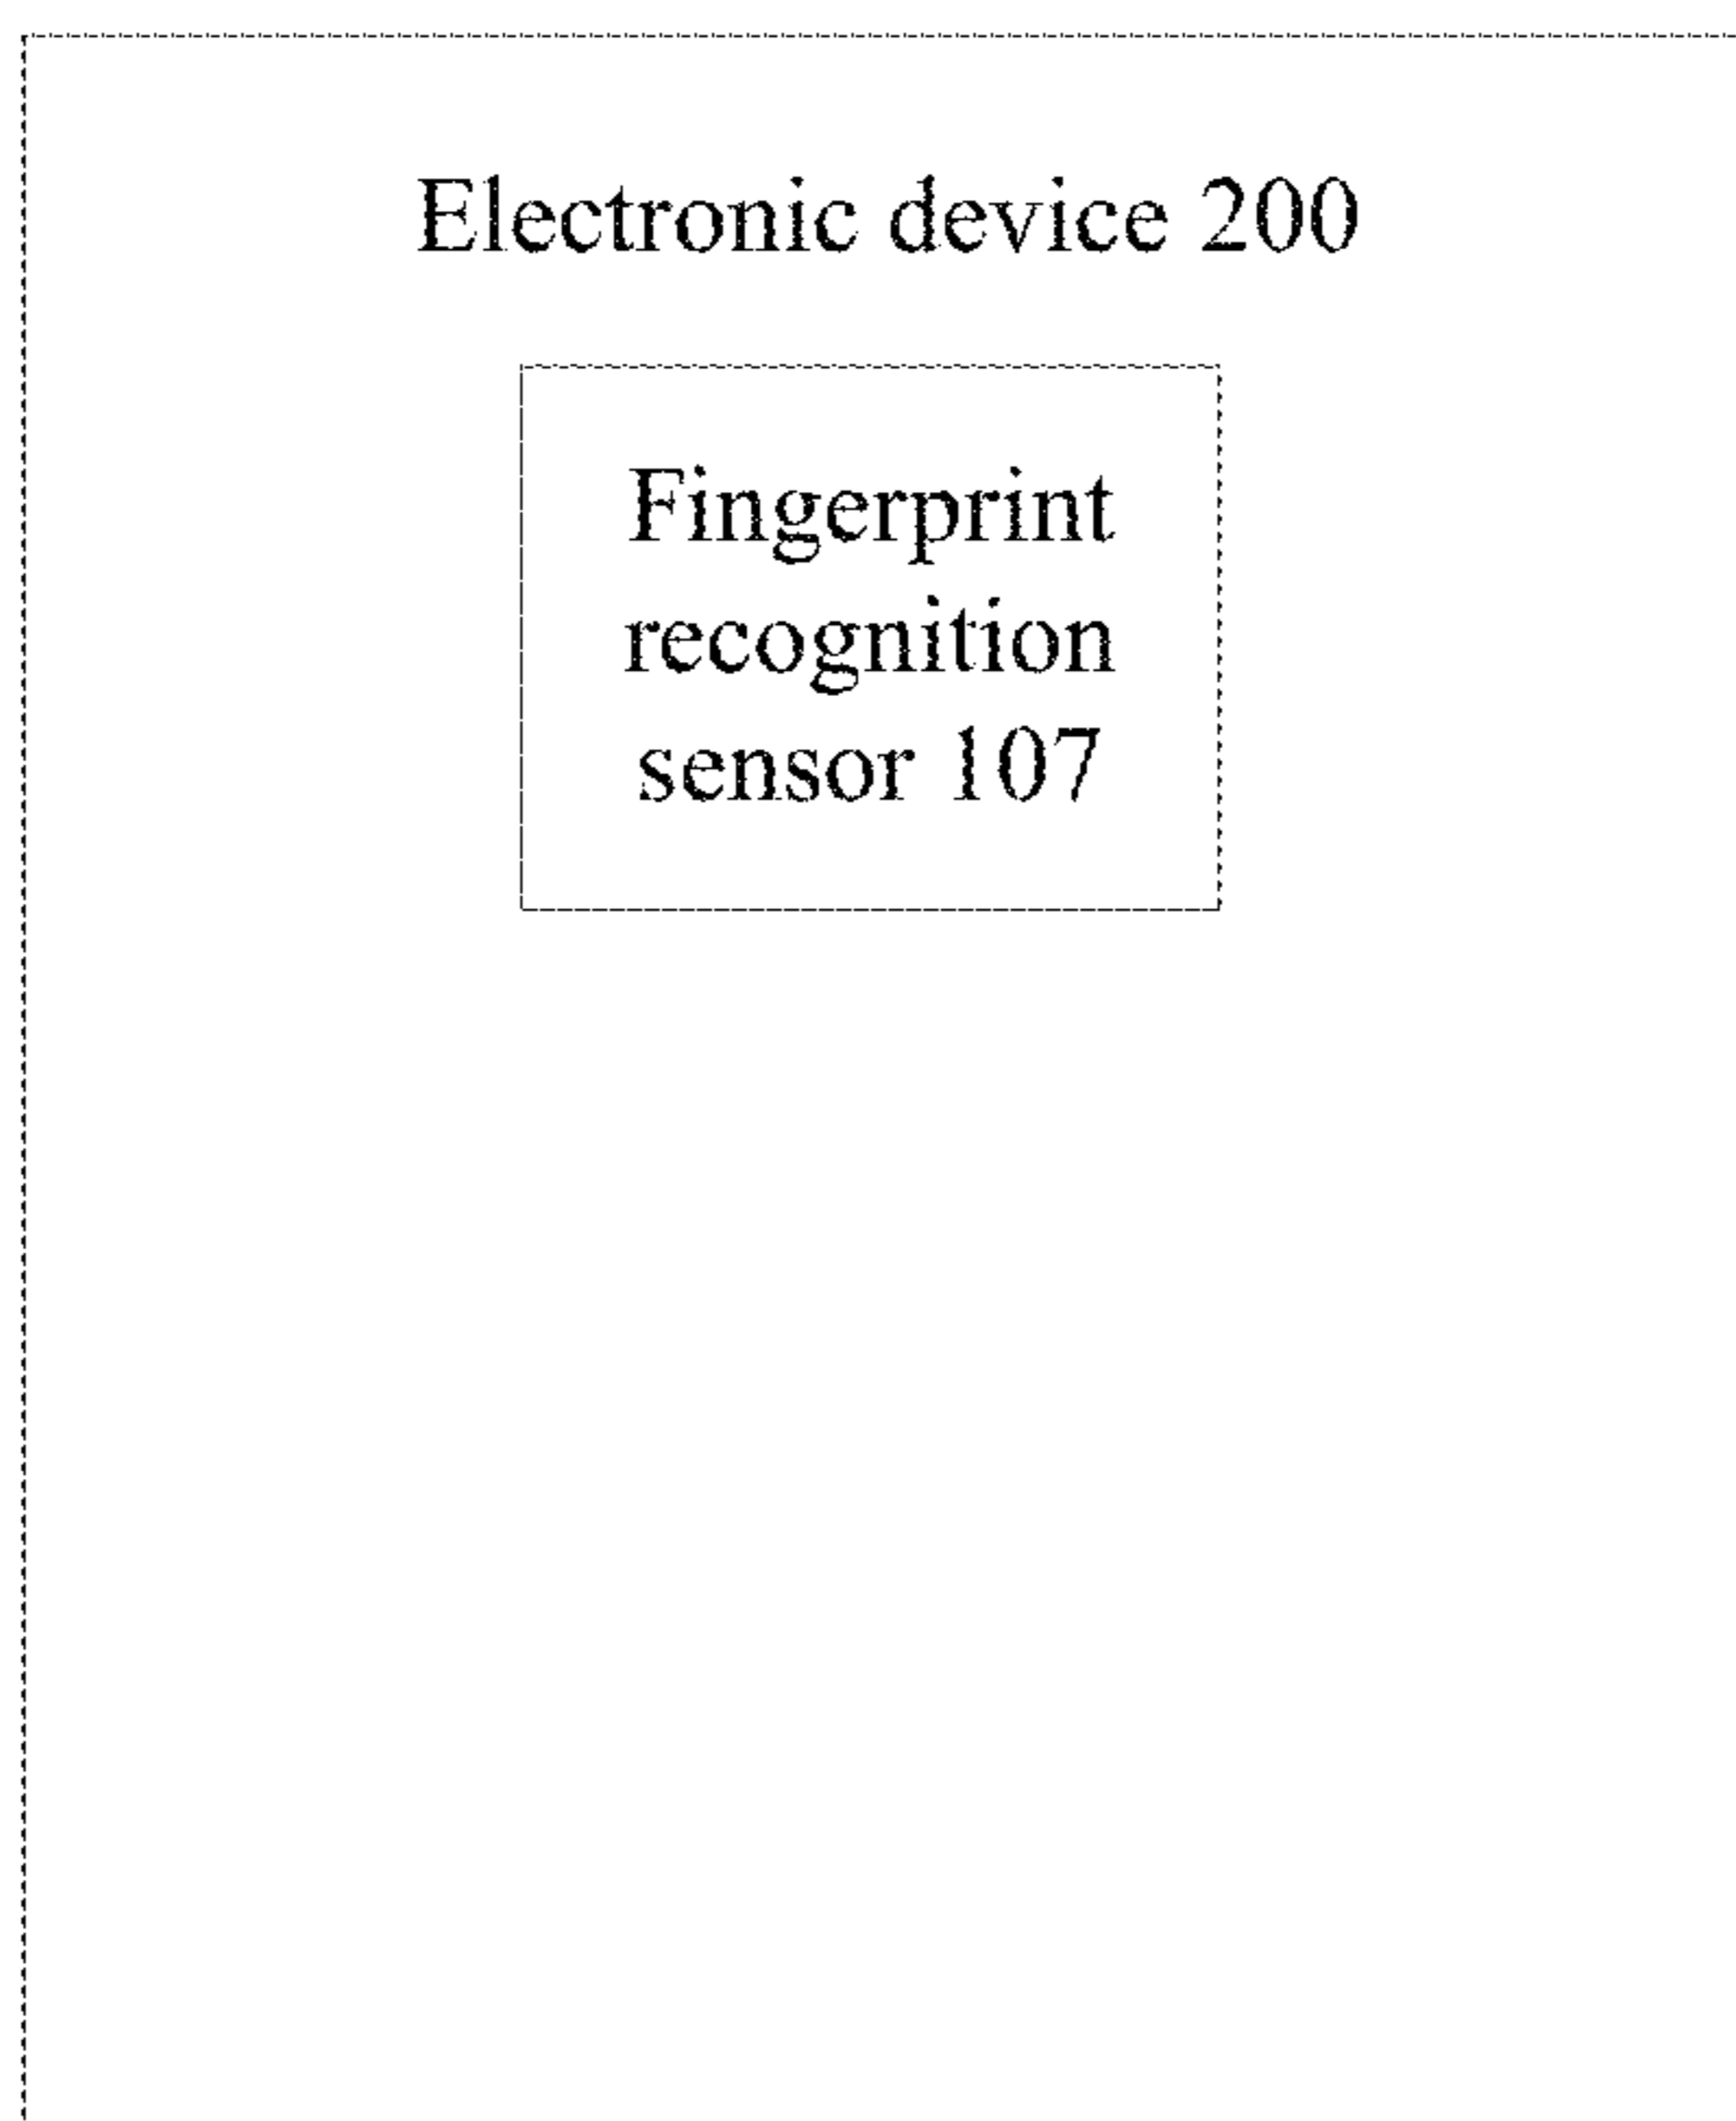 Electronic device 200
Fingerprint
recognition
sensor 107